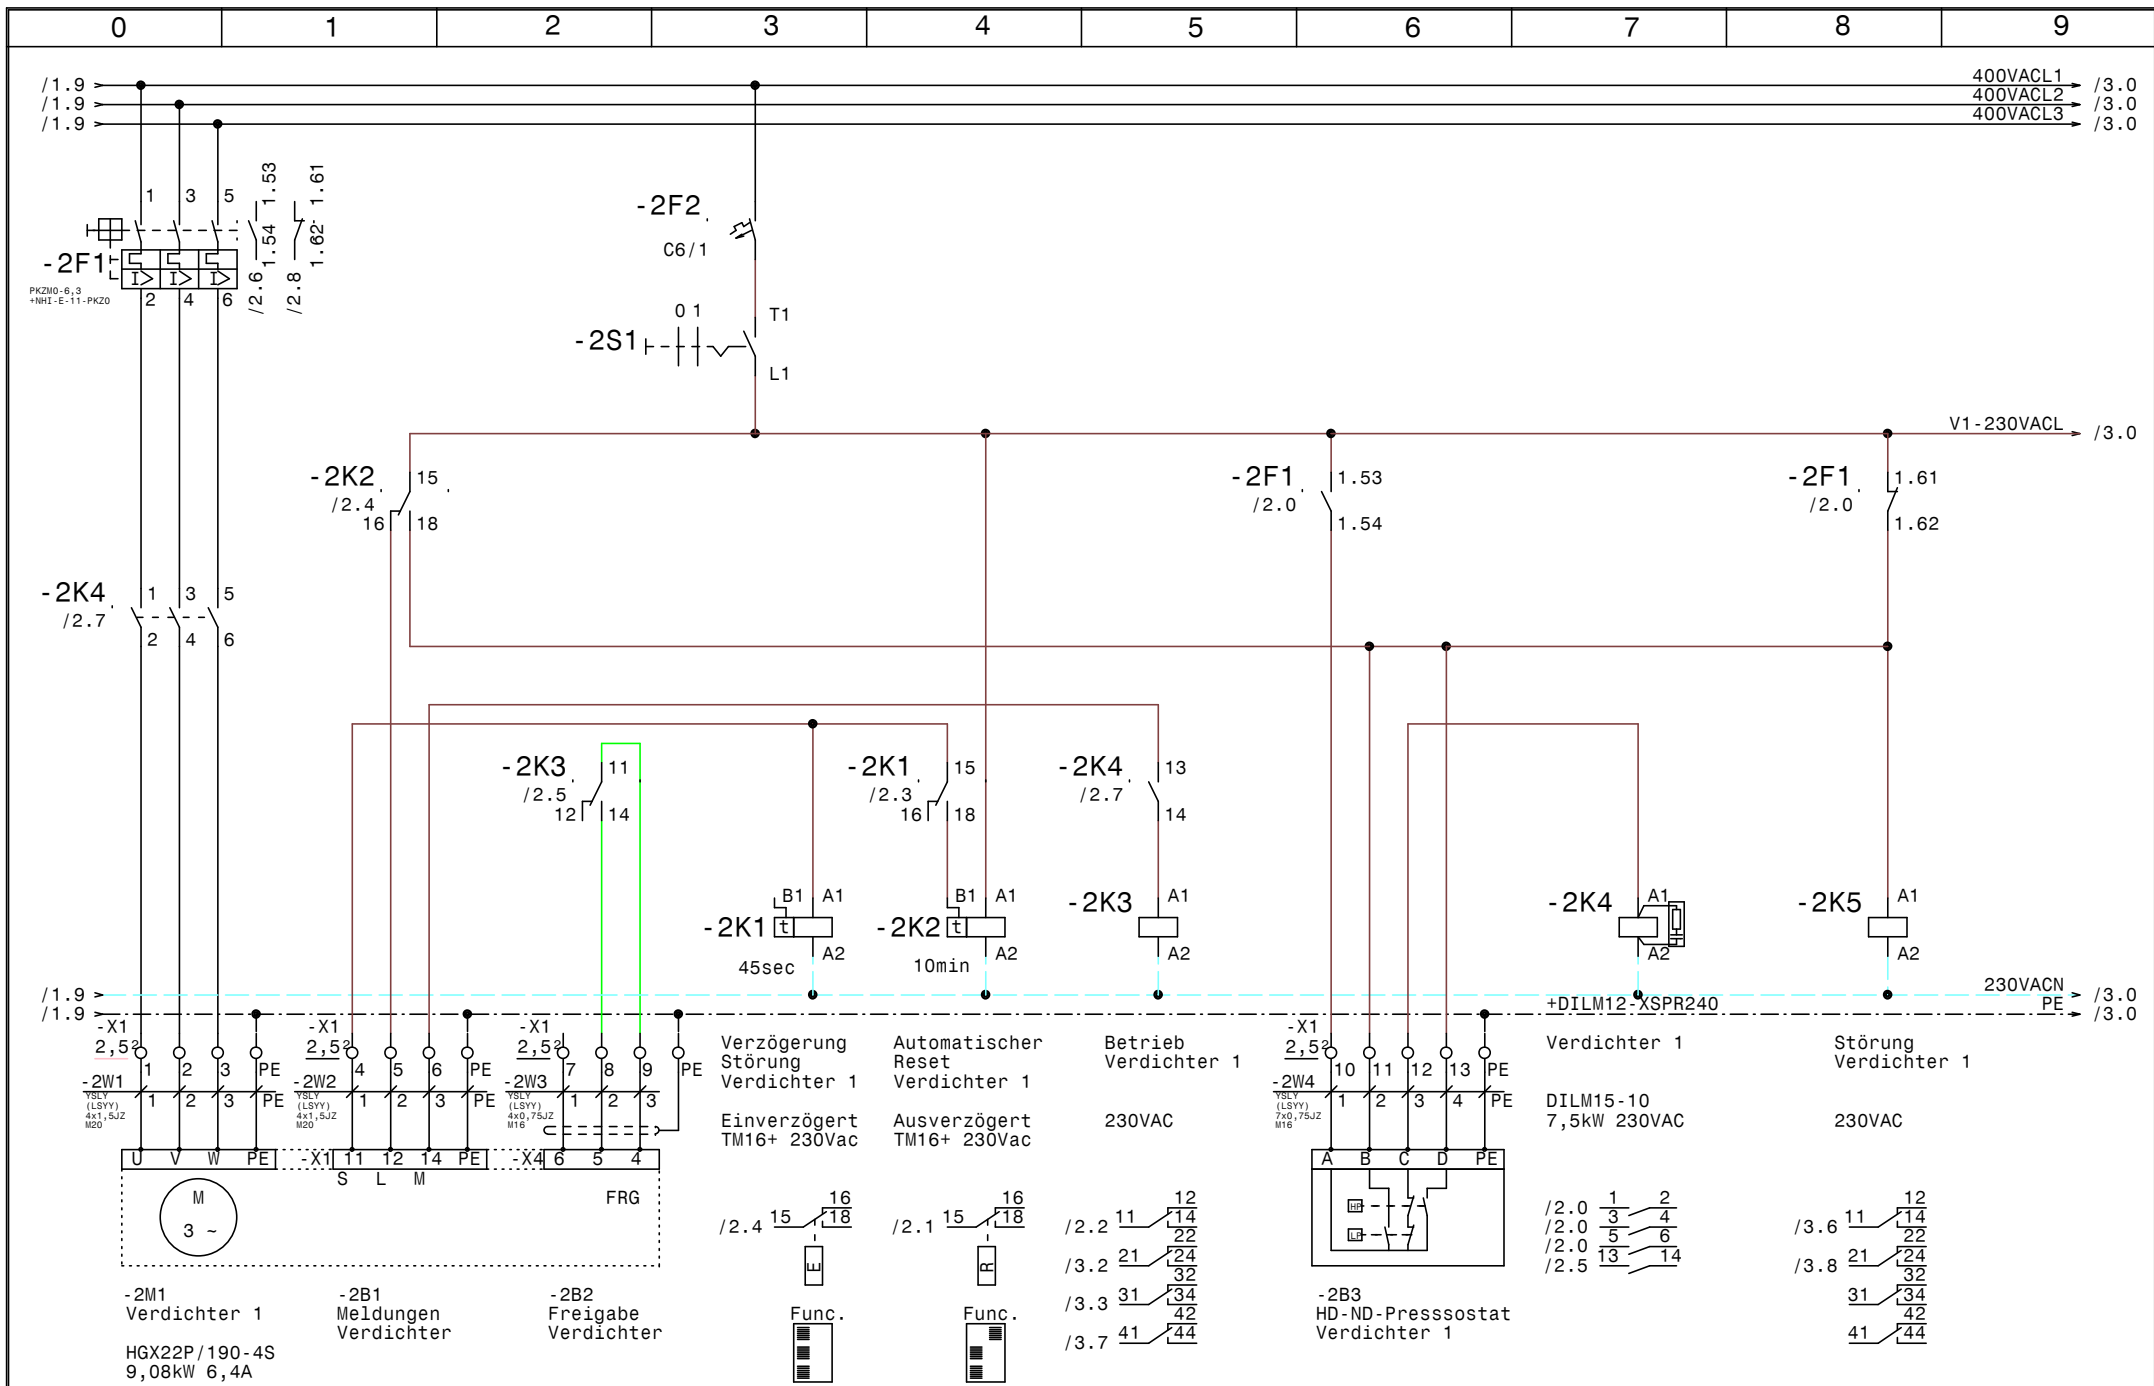 0 1 2 3 4 5 6 7 8 9
/1.9 400VACL1 /3.0
/1.9 400VACL2 /3.0
/1.9 400VACL3 /3.0
1 3 5 1.53 1.61
-2F1 1.54 1.62
PKZM0-6,3
+NHI-E-11-PKZ0
I> I> I>
2 4 6 /2.6 /2.8
-2F2
C6/1
0 1 T1
-2S1
L1
V1-230VACL /3.0
-2K2 15
/2.4
16 18
-2F1 1.53
/2.0
1.54
-2F1 1.61
/2.0
1.62
-2K4 1 3 5
/2.7
2 4 6
-2K3 11
/2.5
12 14
-2K1 15
/2.3
16 18
-2K4 13
/2.7
14
B1 A1
-2K1 t
A2
45sec
B1 A1
-2K2 t
A2
10min
A1
-2K3
A2
A1
-2K4
A2
A1
-2K5
A2
/1.9 230VACN /3.0
+DILM12-XSPR240
/1.9 PE /3.0
-X1
2,5²
1 2 3 PE
-2W1
YSLY
(LSYY)
4x1,5JZ
M20
1 2 3 PE
U V W PE
M
3 ~
-X1
2,5²
4 5 6 PE
-2W2
YSLY
(LSYY)
4x1,5JZ
M20
1 2 3 PE
-X1 11 12 14 PE
S L M
-X1
2,5²
7 8 9 PE
-2W3
YSLY
(LSYY)
4x0,75JZ
M16
1 2 3
-X4 6 5 4
FRG
Verzögerung
Störung
Verdichter 1
Einverzögert
TM16+ 230Vac
Automatischer
Reset
Verdichter 1
Ausverzögert
TM16+ 230Vac
Betrieb
Verdichter 1
230VAC
-X1
2,5²
10 11 12 13 PE
-2W4
YSLY
(LSYY)
7x0,75JZ
M16
1 2 3 4 PE
A B C D PE
HP
LP
Verdichter 1
DILM15-10
7,5kW 230VAC
Störung
Verdichter 1
230VAC
16
/2.4 15 18
E
Func.
16
/2.1 15 18
R
Func.
12
/2.2 11 14
22
/3.2 21 24
32
/3.3 31 34
42
/3.7 41 44
/2.0 1 2
/2.0 3 4
/2.0 5 6
/2.5 13 14
12
/3.6 11 14
22
/3.8 21 24
32
31 34
42
41 44
-2M1
Verdichter 1
HGX22P/190-4S
9,08kW 6,4A
-2B1
Meldungen
Verdichter
-2B2
Freigabe
Verdichter
-2B3
HD-ND-Presssostat
Verdichter 1